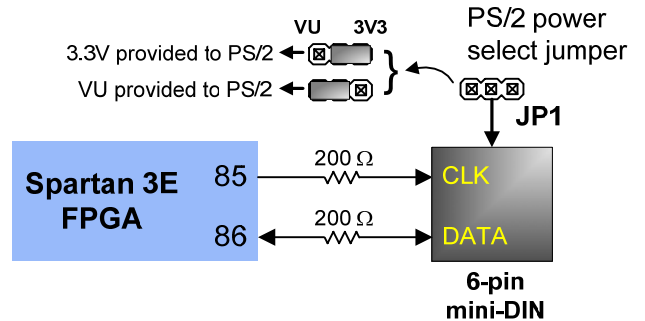 VU 3V3
PS/2 power
select jumper
3.3V provided to PS/2
VU provided to PS/2
JP1
Spartan 3E
FPGA
85
200 Ω
CLK
86
200 Ω
DATA
6-pin
mini-DIN